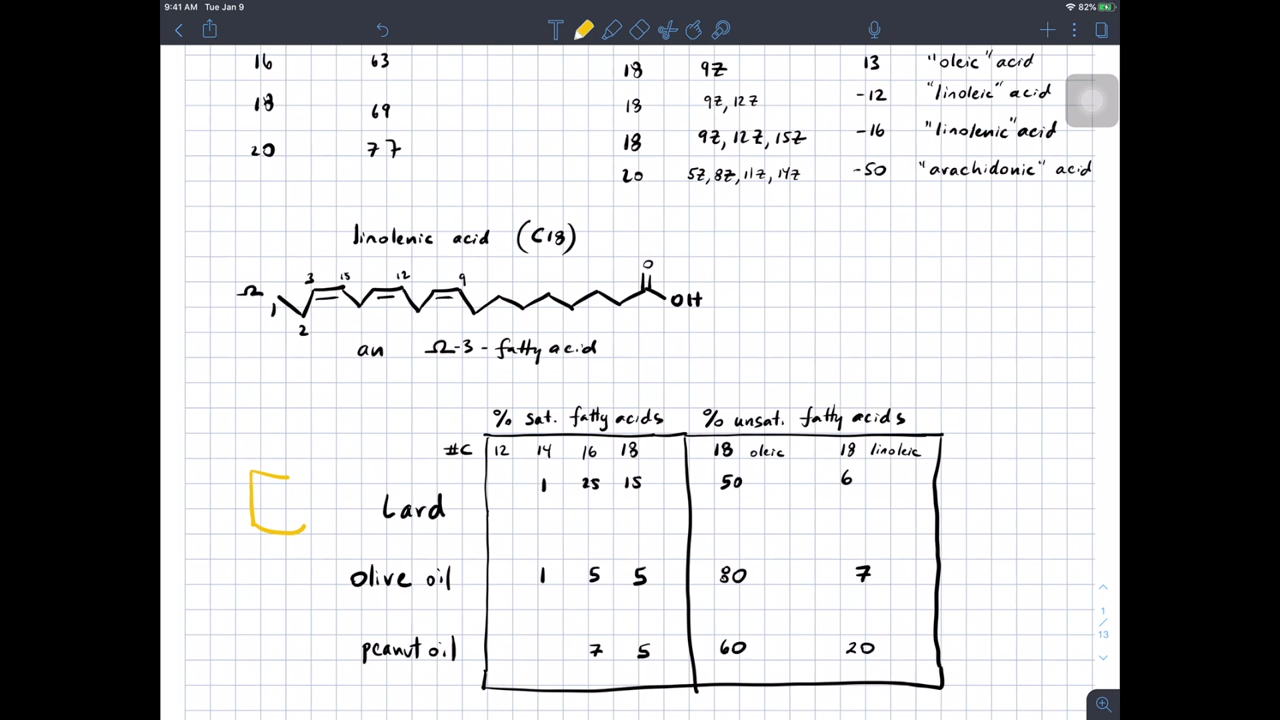 9:41 AM Tue Jan 9
82%
16 63 18 9Z 13 "oleic" acid
18 69 18 9Z, 12Z -12 "linoleic" acid
20 77 18 9Z, 12Z, 15Z -16 "linolenic" acid
20 5Z, 8Z, 11Z, 14Z -50 "arachidonic" acid
linolenic acid (C18)
Ω 1 2 3 15 12 9 O OH
an Ω-3-fatty acid
% sat. fatty acids % unsat. fatty acids
#C 12 14 16 18 18 oleic 18 linoleic
Lard 1 25 15 50 6
olive oil 1 5 5 80 7
peanut oil 7 5 60 20
1
/
13